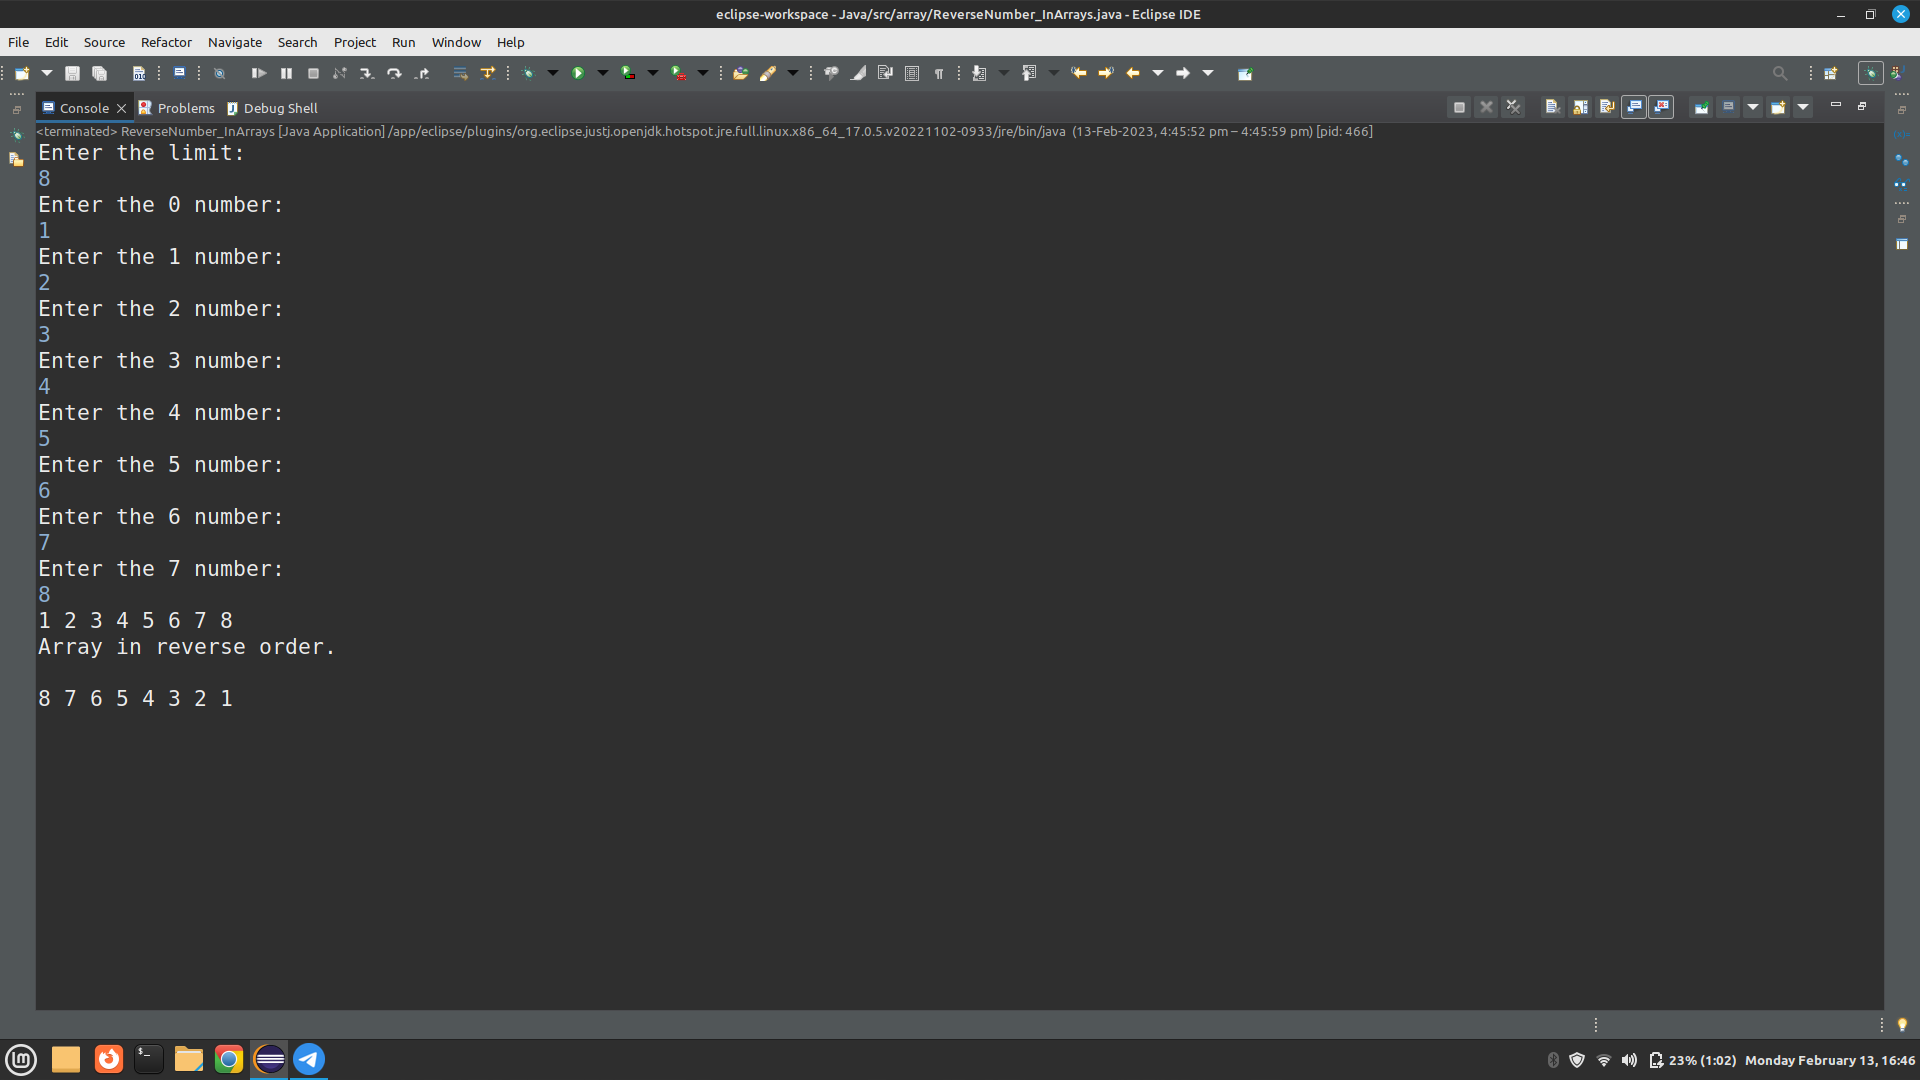 eclipse-workspace - Java/src/array/ReverseNumber_InArrays.java - Eclipse IDE
File Edit Source Refactor Navigate Search Project Run Window Help
Console Problems Debug Shell
<terminated> ReverseNumber_InArrays [Java Application] /app/eclipse/plugins/org.eclipse.justj.openjdk.hotspot.jre.full.linux.x86_64_17.0.5.v20221102-0933/jre/bin/java (13-Feb-2023, 4:45:52 pm – 4:45:59 pm) [pid: 466]
Enter the limit:
8
Enter the 0 number:
1
Enter the 1 number:
2
Enter the 2 number:
3
Enter the 3 number:
4
Enter the 4 number:
5
Enter the 5 number:
6
Enter the 6 number:
7
Enter the 7 number:
8
1 2 3 4 5 6 7 8
Array in reverse order.
8 7 6 5 4 3 2 1
23% (1:02) Monday February 13, 16:46